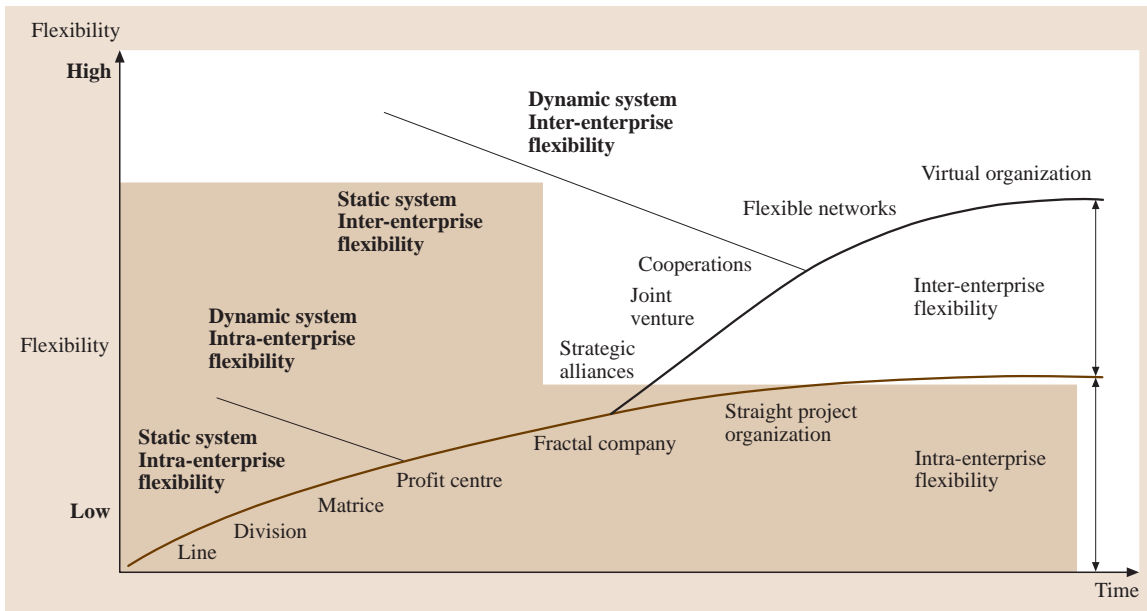 Flexibility
High
Dynamic system
Inter-enterprise
flexibility
Virtual organization
Static system
Inter-enterprise
flexibility
Flexible networks
Cooperations
Joint
venture
Inter-enterprise
flexibility
Dynamic system
Intra-enterprise
flexibility
Flexibility
Strategic
alliances
Straight project
organization
Static system
Intra-enterprise
flexibility
Fractal company
Intra-enterprise
flexibility
Profit centre
Matrice
Low
Division
Line
Time